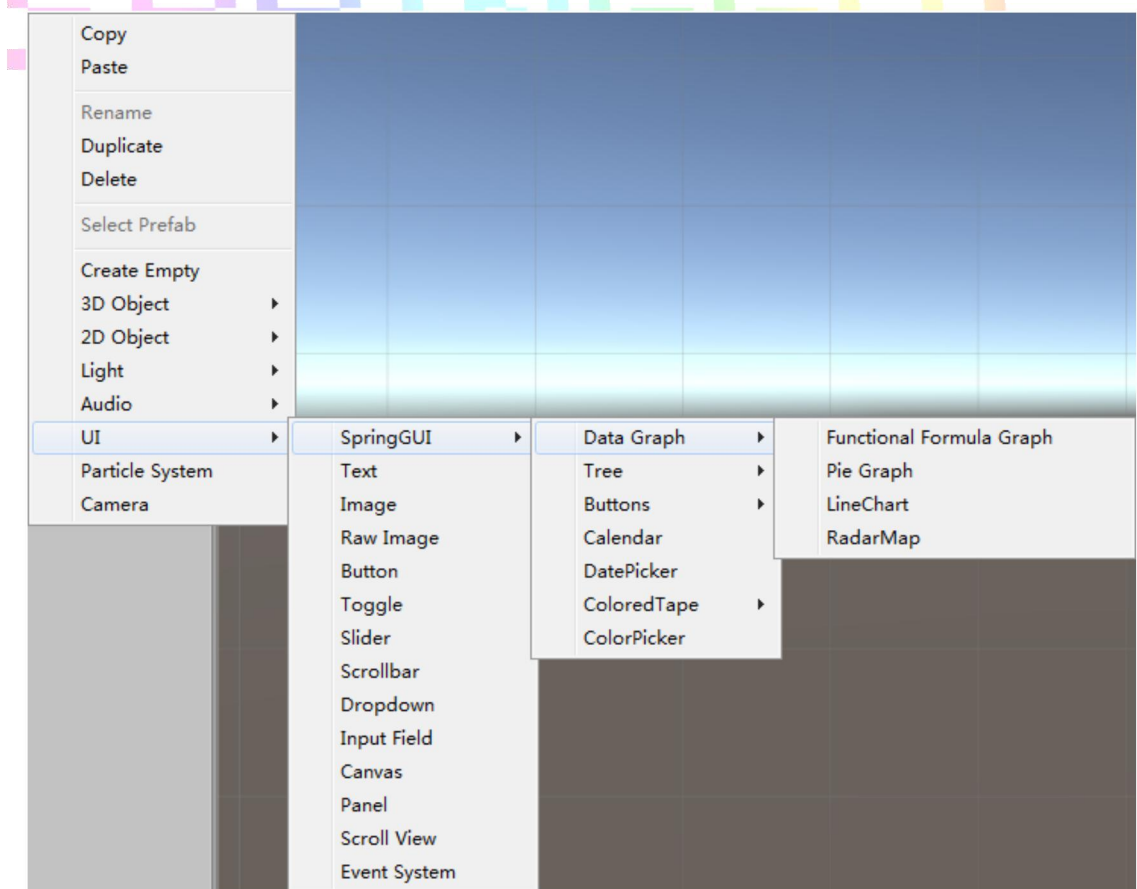 Copy
Paste
Rename
Duplicate
Delete
Select Prefab
Create Empty
3D Object
2D Object
Light
Audio
UI
Particle System
Camera
SpringGUI
Text
Image
Raw Image
Button
Toggle
Slider
Scrollbar
Dropdown
Input Field
Canvas
Panel
Scroll View
Event System
Data Graph
Tree
Buttons
Calendar
DatePicker
ColoredTape
ColorPicker
Functional Formula Graph
Pie Graph
LineChart
RadarMap